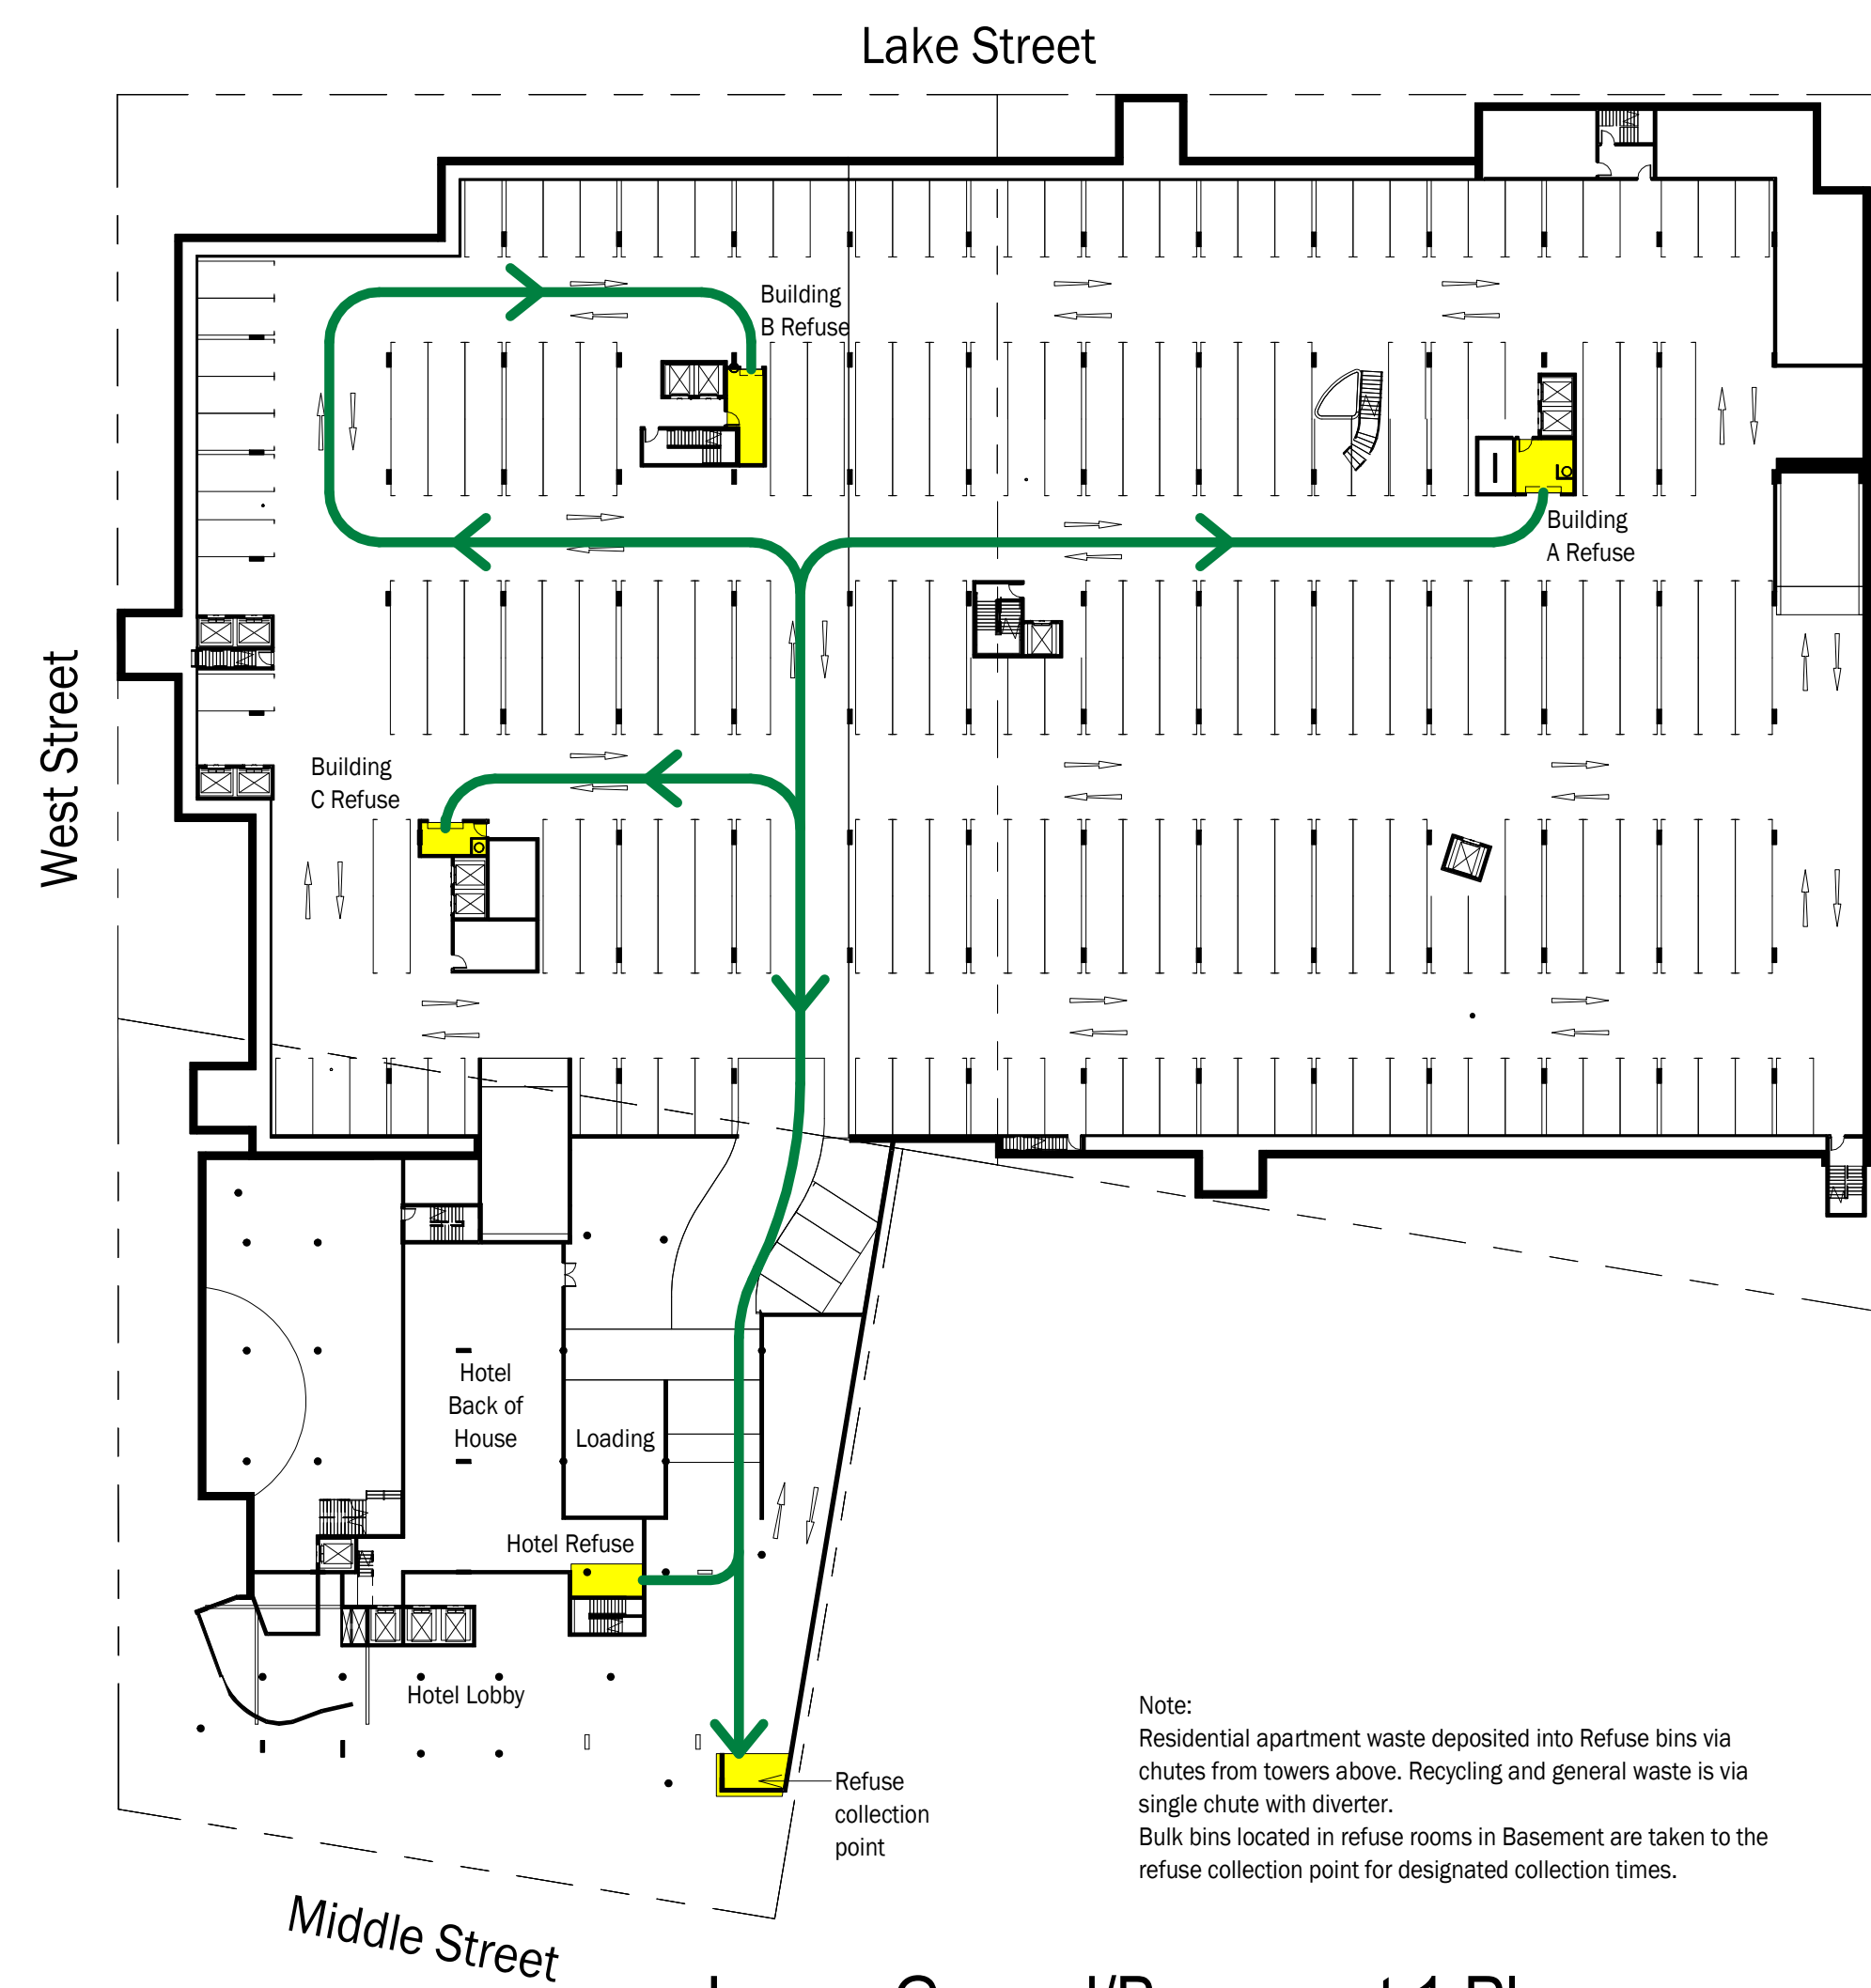 Lake Street
Building
B Refuse
Building
A Refuse
West Street
Building
C Refuse
Hotel
Back of
House
Loading
Hotel Refuse
Hotel Lobby
Refuse
collection
point
Note:
Residential apartment waste deposited into Refuse bins via
chutes from towers above. Recycling and general waste is via
single chute with diverter.
Bulk bins located in refuse rooms in Basement are taken to the
refuse collection point for designated collection times.
Middle Street